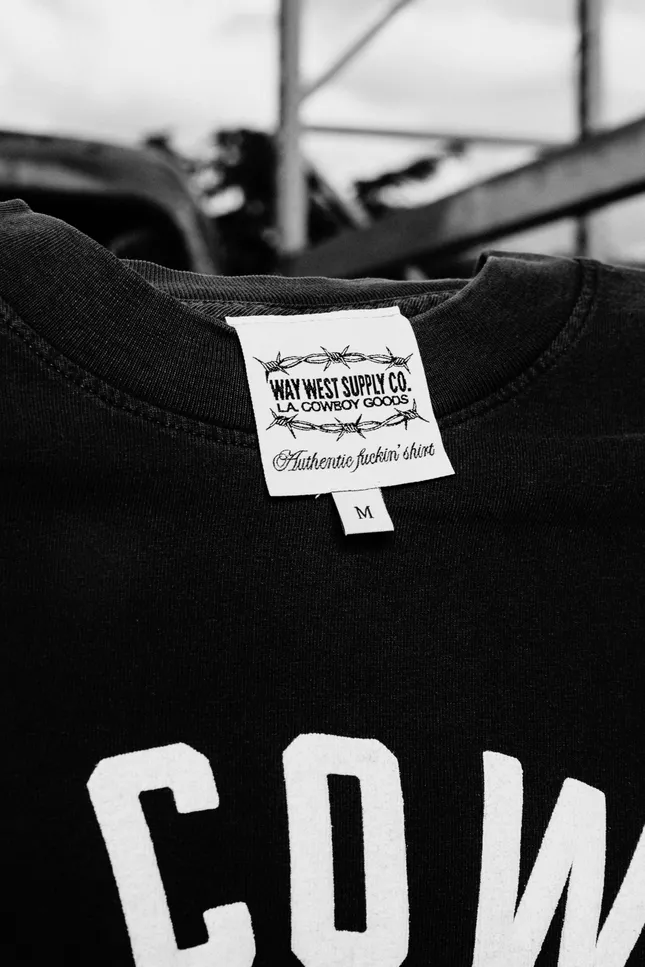 WAY WEST SUPPLY CO.
L.A. COWBOY GOODS
Authentic fuckin' shirt
M
COW